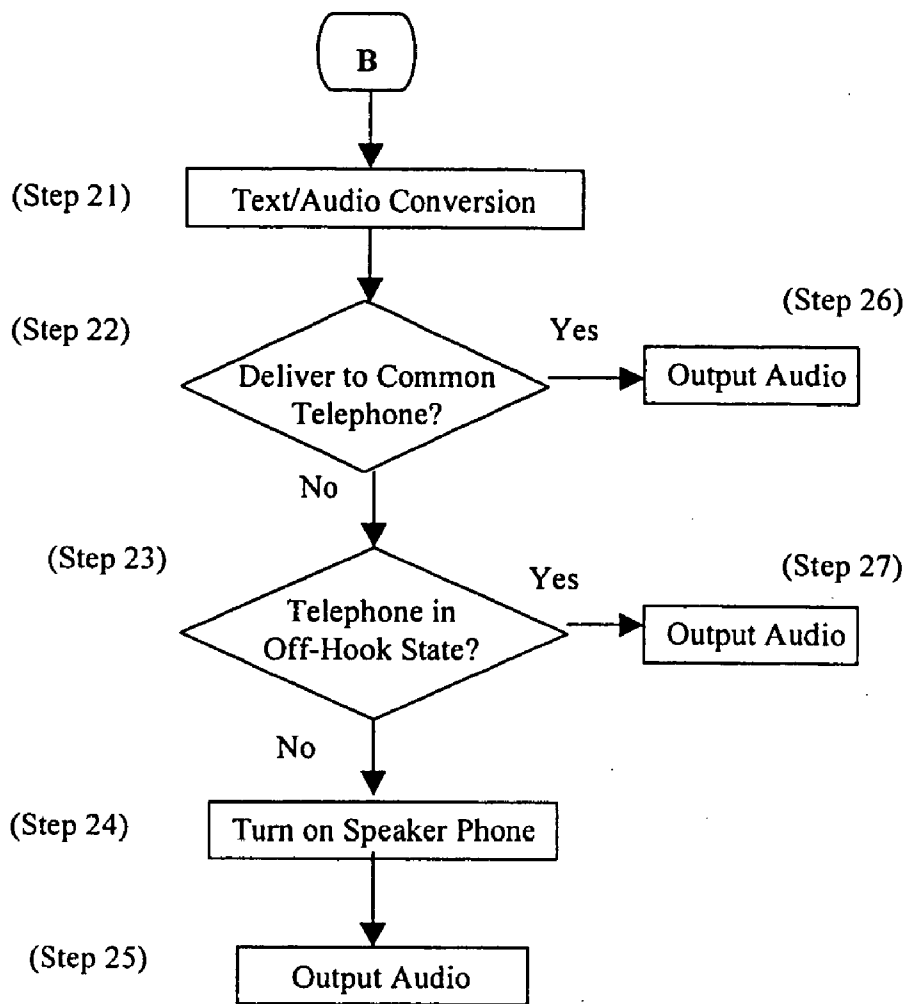 B
(Step 21)
Text/Audio Conversion
(Step 22)
Deliver to Common
Telephone?
Yes
(Step 26)
Output Audio
No
(Step 23)
Telephone in
Off-Hook State?
Yes
(Step 27)
Output Audio
No
(Step 24)
Turn on Speaker Phone
(Step 25)
Output Audio